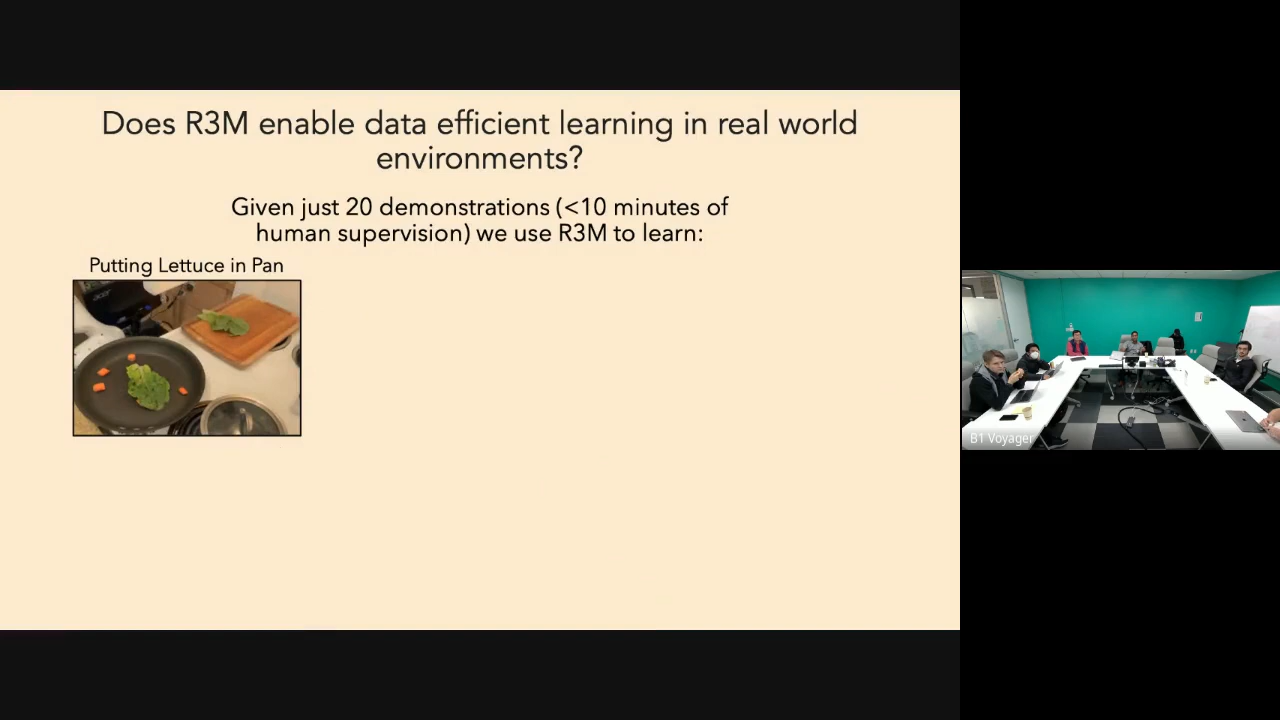 Does R3M enable data efficient learning in real world
environments?
Given just 20 demonstrations (<10 minutes of
human supervision) we use R3M to learn:
Putting Lettuce in Pan
acer
B1 Voyager